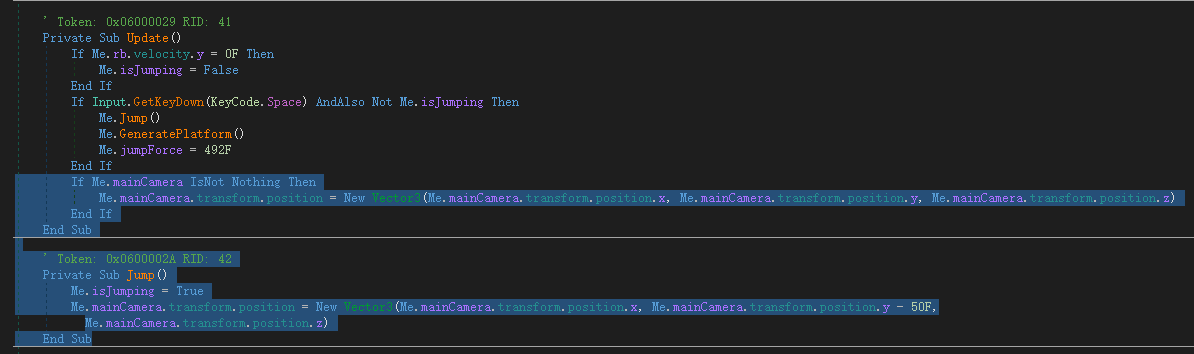 ' Token: 0x06000029 RID: 41
Private Sub Update()
If Me.rb.velocity.y = 0F Then
Me.isJumping = False
End If
If Input.GetKeyDown(KeyCode.Space) AndAlso Not Me.isJumping Then
Me.Jump()
Me.GeneratePlatform()
Me.jumpForce = 492F
End If
If Me.mainCamera IsNot Nothing Then
Me.mainCamera.transform.position = New Vector3(Me.mainCamera.transform.position.x, Me.mainCamera.transform.position.y, Me.mainCamera.transform.position.z)
End If
End Sub
' Token: 0x0600002A RID: 42
Private Sub Jump()
Me.isJumping = True
Me.mainCamera.transform.position = New Vector3(Me.mainCamera.transform.position.x, Me.mainCamera.transform.position.y - 50F,
Me.mainCamera.transform.position.z)
End Sub